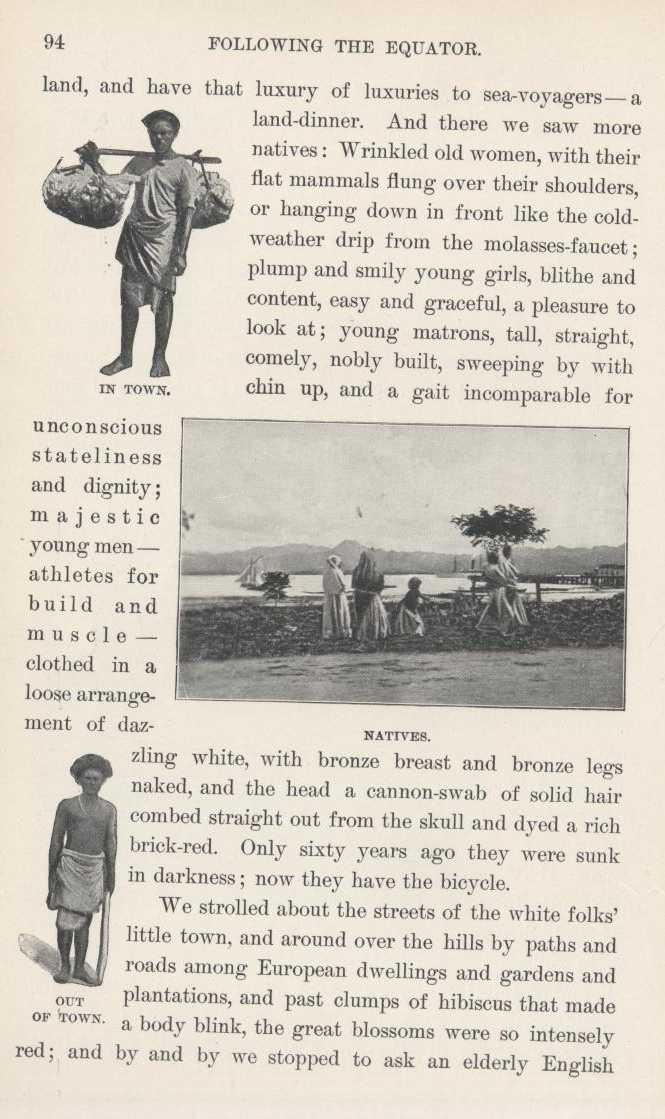 94 FOLLOWING THE EQUATOR.
land, and have that luxury of luxuries to sea-voyagers — a
land-dinner. And there we saw more
natives: Wrinkled old women, with their
flat mammals flung over their shoulders,
or hanging down in front like the cold-
weather drip from the molasses-faucet;
plump and smily young girls, blithe and
content, easy and graceful, a pleasure to
look at; young matrons, tall, straight,
comely, nobly built, sweeping by with
chin up, and a gait incomparable for
IN TOWN.
unconscious
stateliness
and dignity;
majestic
young men —
athletes for
build and
muscle —
clothed in a
loose arrange-
ment of daz-
NATIVES.
zling white, with bronze breast and bronze legs
naked, and the head a cannon-swab of solid hair
combed straight out from the skull and dyed a rich
brick-red. Only sixty years ago they were sunk
in darkness; now they have the bicycle.
We strolled about the streets of the white folks'
little town, and around over the hills by paths and
roads among European dwellings and gardens and
plantations, and past clumps of hibiscus that made
a body blink, the great blossoms were so intensely
OUT
OF TOWN.
red; and by and by we stopped to ask an elderly English